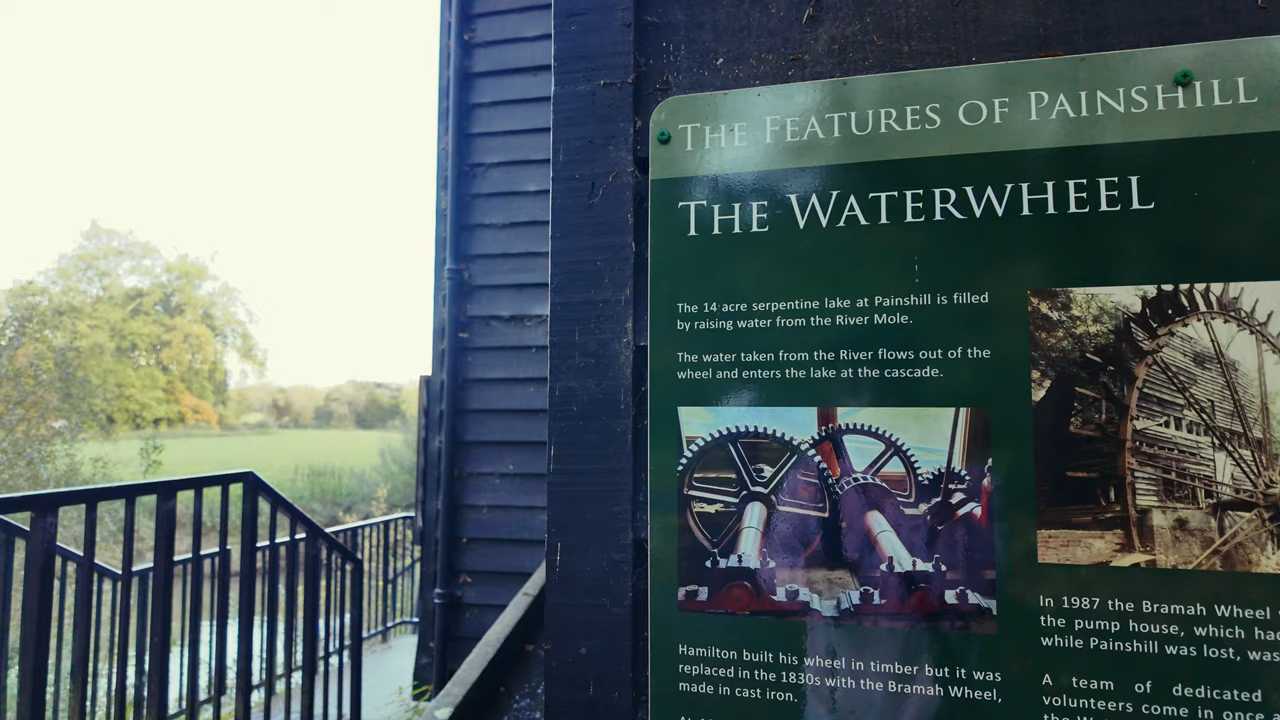 THE FEATURES OF PAINSHILL
THE WATERWHEEL
The 14 acre serpentine lake at Painshill is filled
by raising water from the River Mole.
The water taken from the River flows out of the
wheel and enters the lake at the cascade.
Hamilton built his wheel in timber but it was
replaced in the 1830s with the Bramah Wheel,
made in cast iron.
In 1987 the Bramah Wheel
the pump house, which had
while Painshill was lost, was
A team of dedicated
volunteers come in once